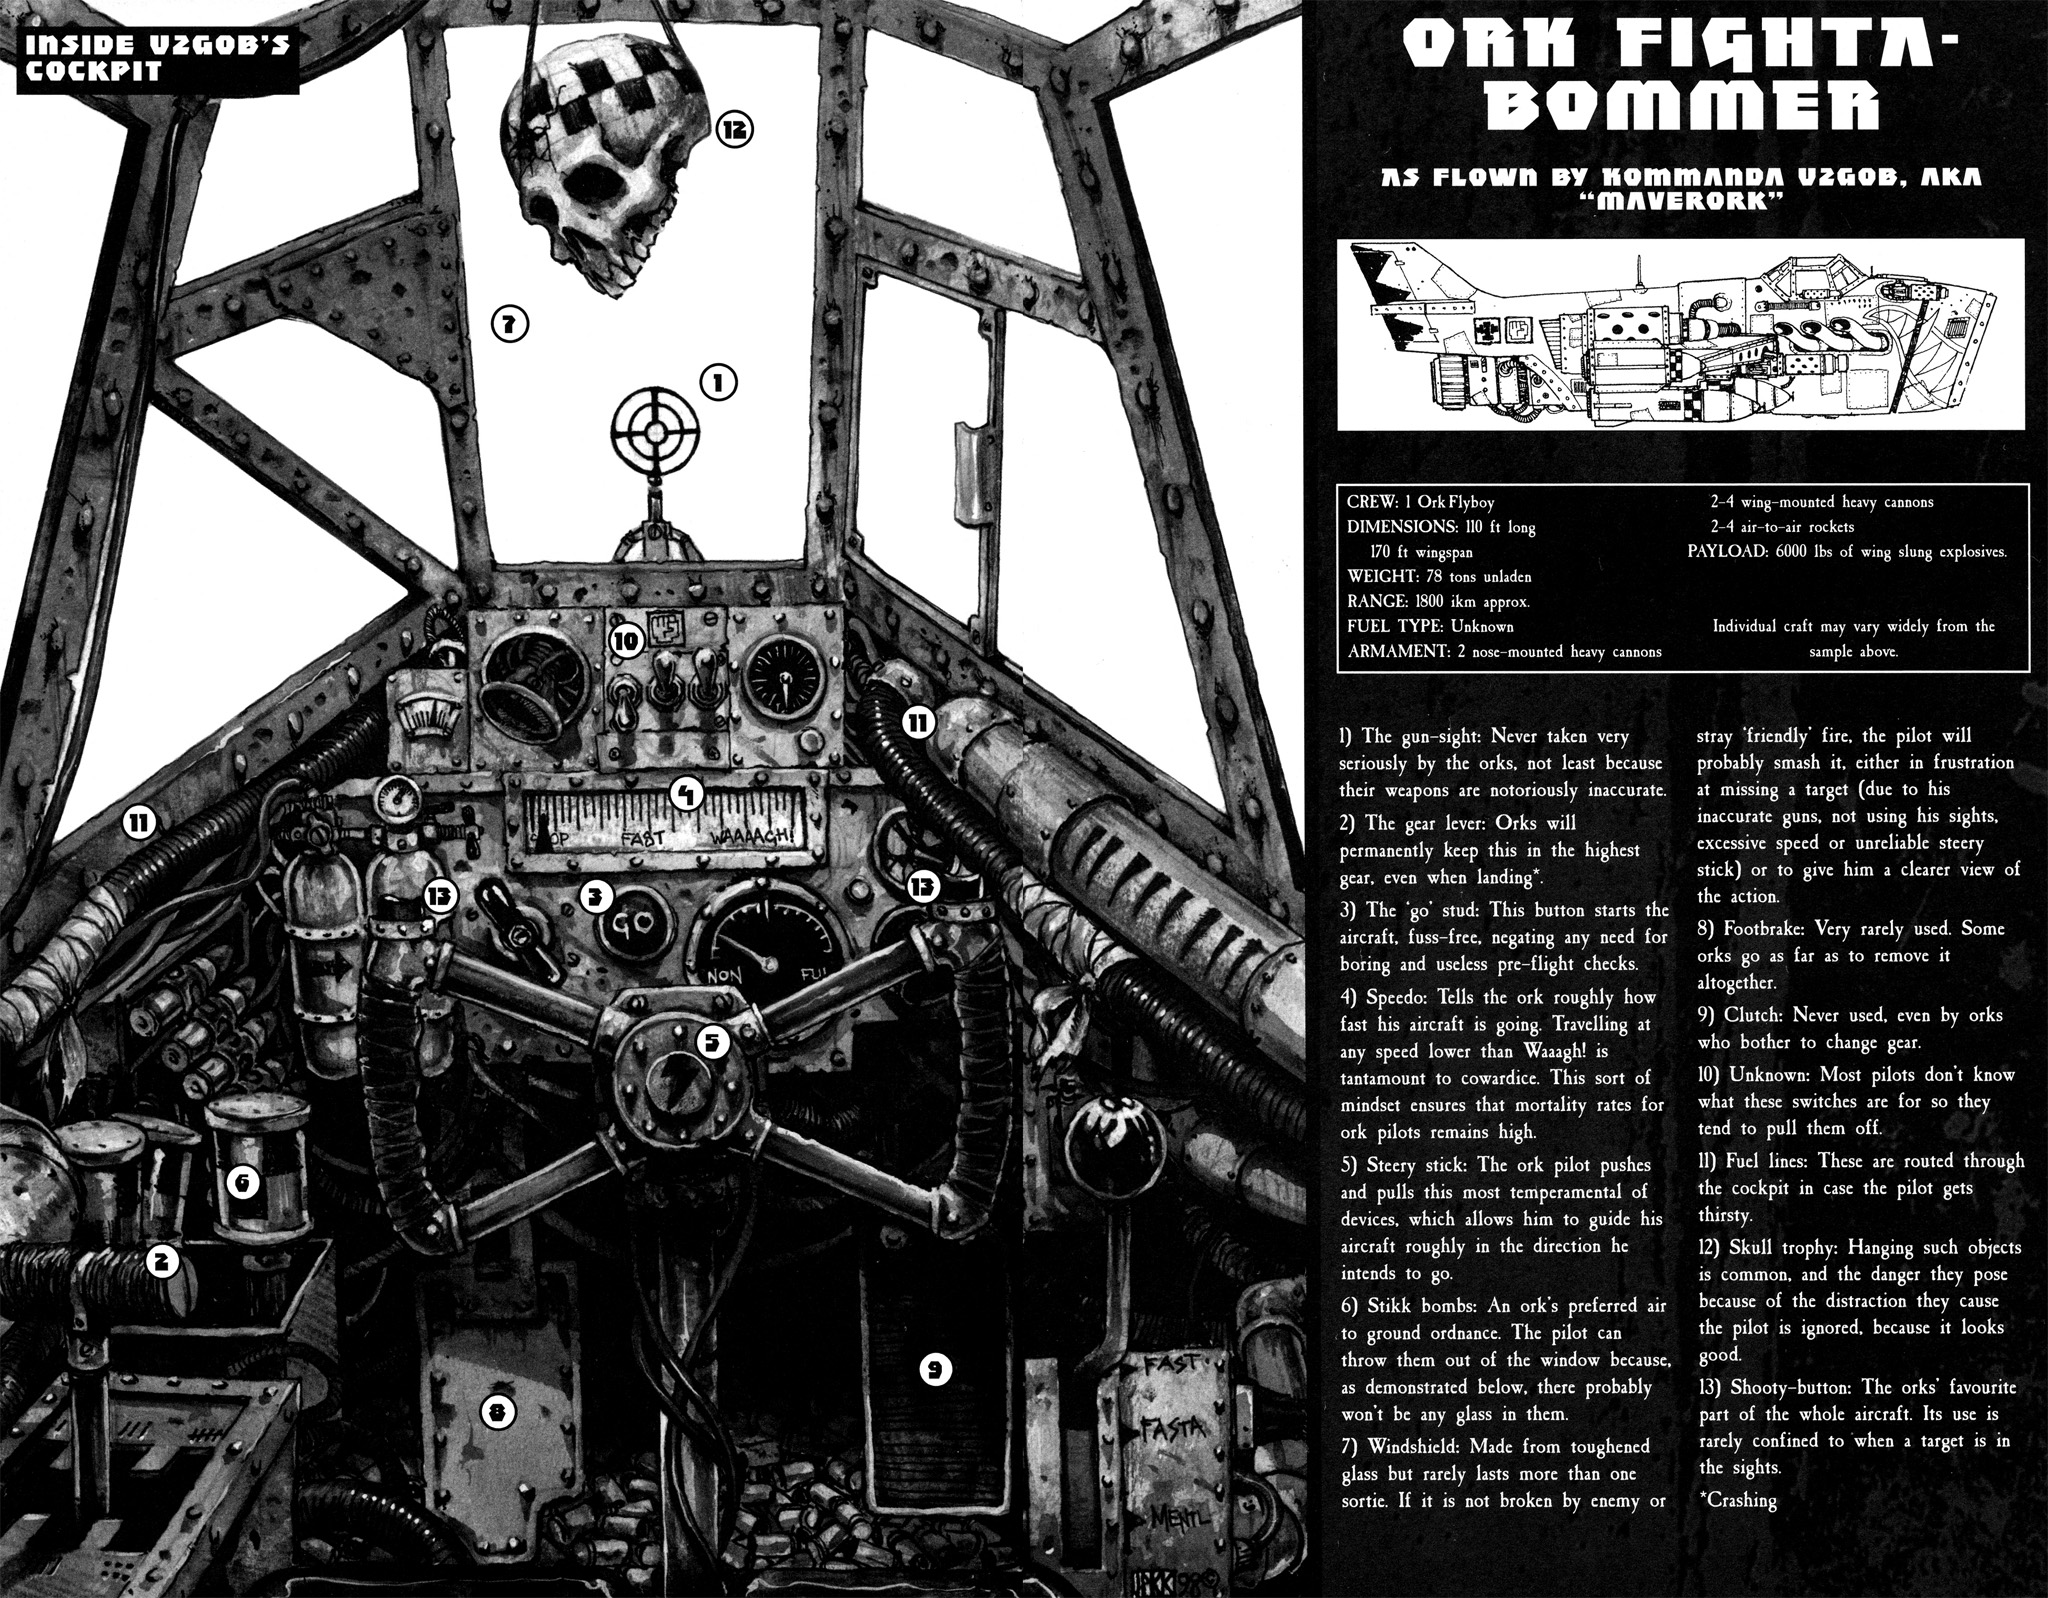 INSIDE UZGOB'S
COCKPIT
12
7
1
10
11
4
11
STOP FAST WAAAAGH!
13
3
GO
13
NON FUL
5
6
2
9
8
FAST
FASTA
MENTL
ORK FIGHTA-
BOMMER
AS FLOWN BY KOMMANDA UZGOB, AKA
“MAVERORK”
CREW: 1 Ork Flyboy
DIMENSIONS: 110 ft long
170 ft wingspan
WEIGHT: 78 tons unladen
RANGE: 1800 ikm approx.
FUEL TYPE: Unknown
ARMAMENT: 2 nose-mounted heavy cannons
2-4 wing-mounted heavy cannons
2-4 air-to-air rockets
PAYLOAD: 6000 lbs of wing slung explosives.
Individual craft may vary widely from the
sample above.
1) The gun-sight: Never taken very
seriously by the orks, not least because
their weapons are notoriously inaccurate.
2) The gear lever: Orks will
permanently keep this in the highest
gear, even when landing*.
3) The 'go' stud: This button starts the
aircraft, fuss-free, negating any need for
boring and useless pre-flight checks.
4) Speedo: Tells the ork roughly how
fast his aircraft is going. Travelling at
any speed lower than Waaagh! is
tantamount to cowardice. This sort of
mindset ensures that mortality rates for
ork pilots remains high.
5) Steery stick: The ork pilot pushes
and pulls this most temperamental of
devices, which allows him to guide his
aircraft roughly in the direction he
intends to go.
6) Stikk bombs: An ork's preferred air
to ground ordnance. The pilot can
throw them out of the window because,
as demonstrated below, there probably
won't be any glass in them.
7) Windshield: Made from toughened
glass but rarely lasts more than one
sortie. If it is not broken by enemy or
stray 'friendly' fire, the pilot will
probably smash it, either in frustration
at missing a target (due to his
inaccurate guns, not using his sights,
excessive speed or unreliable steery
stick) or to give him a clearer view of
the action.
8) Footbrake: Very rarely used. Some
orks go as far as to remove it
altogether.
9) Clutch: Never used, even by orks
who bother to change gear.
10) Unknown: Most pilots don't know
what these switches are for so they
tend to pull them off.
11) Fuel lines: These are routed through
the cockpit in case the pilot gets
thirsty.
12) Skull trophy: Hanging such objects
is common, and the danger they pose
because of the distraction they cause
the pilot is ignored, because it looks
good.
13) Shooty-button: The orks' favourite
part of the whole aircraft. Its use is
rarely confined to when a target is in
the sights.
*Crashing